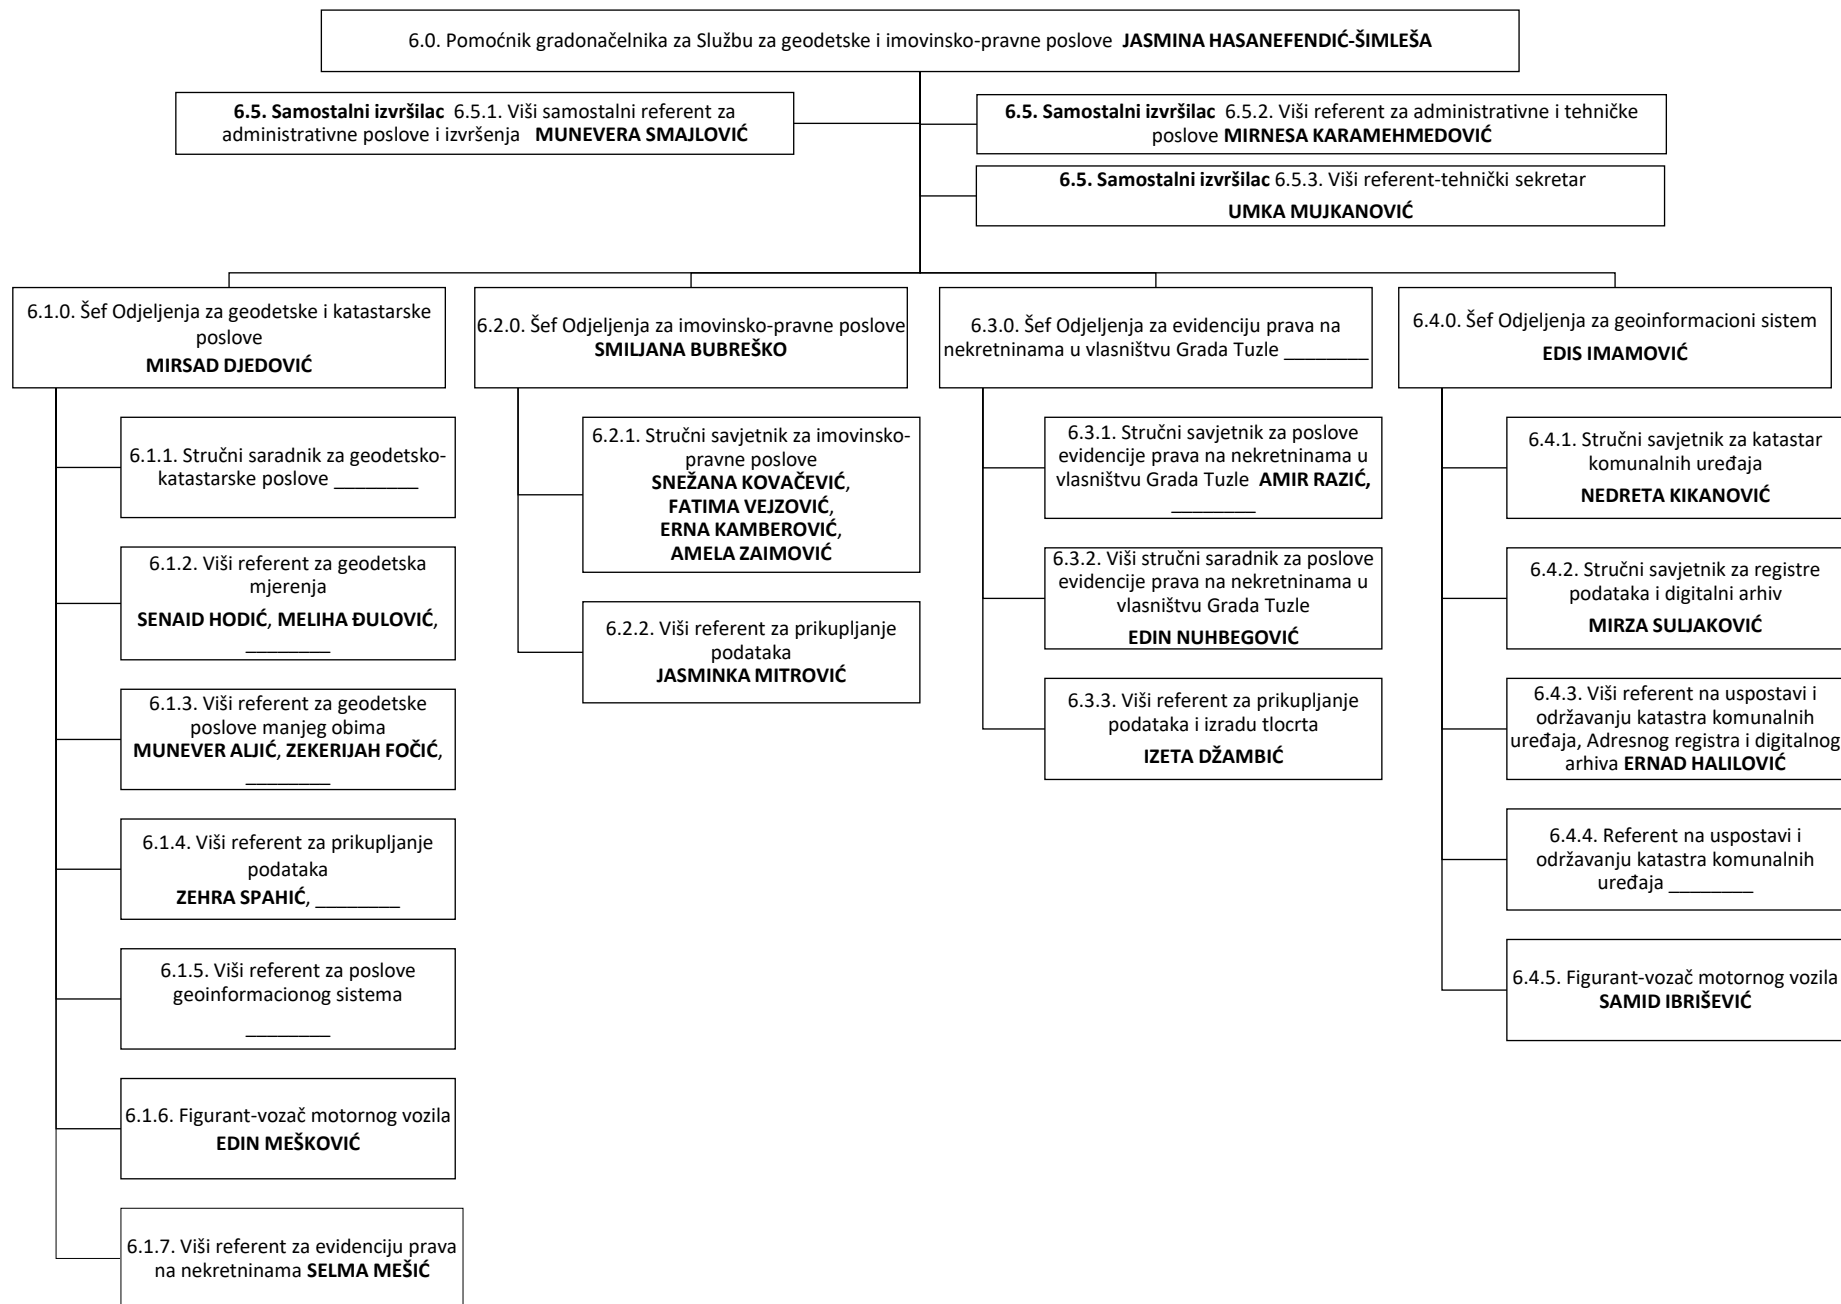 6.0. Pomoćnik gradonačelnika za Službu za geodetske i imovinsko-pravne poslove JASMINA HASANEFENDIĆ-ŠIMLEŠA
6.5. Samostalni izvršilac 6.5.1. Viši samostalni referent za
administrativne poslove i izvršenja MUNEVERA SMAJLOVIĆ
6.5. Samostalni izvršilac 6.5.2. Viši referent za administrativne i tehničke
poslove MIRNESA KARAMEHMEDOVIĆ
6.5. Samostalni izvršilac 6.5.3. Viši referent-tehnički sekretar
UMKA MUJKANOVIĆ
6.1.0. Šef Odjeljenja za geodetske i katastarske
poslove
MIRSAD DJEDOVIĆ
6.1.1. Stručni saradnik za geodetsko-
katastarske poslove ________
6.1.2. Viši referent za geodetska
mjerenja
SENAID HODIĆ, MELIHA ĐULOVIĆ,
________
6.1.3. Viši referent za geodetske
poslove manjeg obima
MUNEVER ALJIĆ, ZEKERIJAH FOČIĆ,
________
6.1.4. Viši referent za prikupljanje
podataka
ZEHRA SPAHIĆ, ________
6.1.5. Viši referent za poslove
geoinformacionog sistema
________
6.1.6. Figurant-vozač motornog vozila
EDIN MEŠKOVIĆ
6.1.7. Viši referent za evidenciju prava
na nekretninama SELMA MEŠIĆ
6.2.0. Šef Odjeljenja za imovinsko-pravne poslove
SMILJANA BUBREŠKO
6.2.1. Stručni savjetnik za imovinsko-
pravne poslove
SNEŽANA KOVAČEVIĆ,
FATIMA VEJZOVIĆ,
ERNA KAMBEROVIĆ,
AMELA ZAIMOVIĆ
6.2.2. Viši referent za prikupljanje
podataka
JASMINKA MITROVIĆ
6.3.0. Šef Odjeljenja za evidenciju prava na
nekretninama u vlasništvu Grada Tuzle ________
6.3.1. Stručni savjetnik za poslove
evidencije prava na nekretninama u
vlasništvu Grada Tuzle AMIR RAZIĆ,
________
6.3.2. Viši stručni saradnik za poslove
evidencije prava na nekretninama u
vlasništvu Grada Tuzle
EDIN NUHBEGOVIĆ
6.3.3. Viši referent za prikupljanje
podataka i izradu tlocrta
IZETA DŽAMBIĆ
6.4.0. Šef Odjeljenja za geoinformacioni sistem
EDIS IMAMOVIĆ
6.4.1. Stručni savjetnik za katastar
komunalnih uređaja
NEDRETA KIKANOVIĆ
6.4.2. Stručni savjetnik za registre
podataka i digitalni arhiv
MIRZA SULJAKOVIĆ
6.4.3. Viši referent na uspostavi i
održavanju katastra komunalnih
uređaja, Adresnog registra i digitalnog
arhiva ERNAD HALILOVIĆ
6.4.4. Referent na uspostavi i
održavanju katastra komunalnih
uređaja ________
6.4.5. Figurant-vozač motornog vozila
SAMID IBRIŠEVIĆ